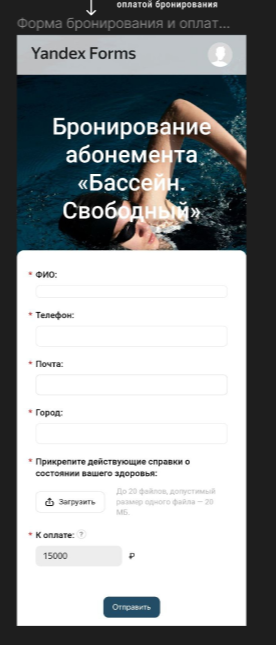 оплатой бронирования
Форма бронирования и оплат...
Yandex Forms
Бронирование
абонемента
«Бассейн.
Свободный»
* ФИО:
* Телефон:
* Почта:
* Город:
* Прикрепите действующие справки о
состоянии вашего здоровья:
Загрузить
До 20 файлов, допустимый
размер одного файла — 20
МБ.
* К оплате: ?
15000 ₽
Отправить